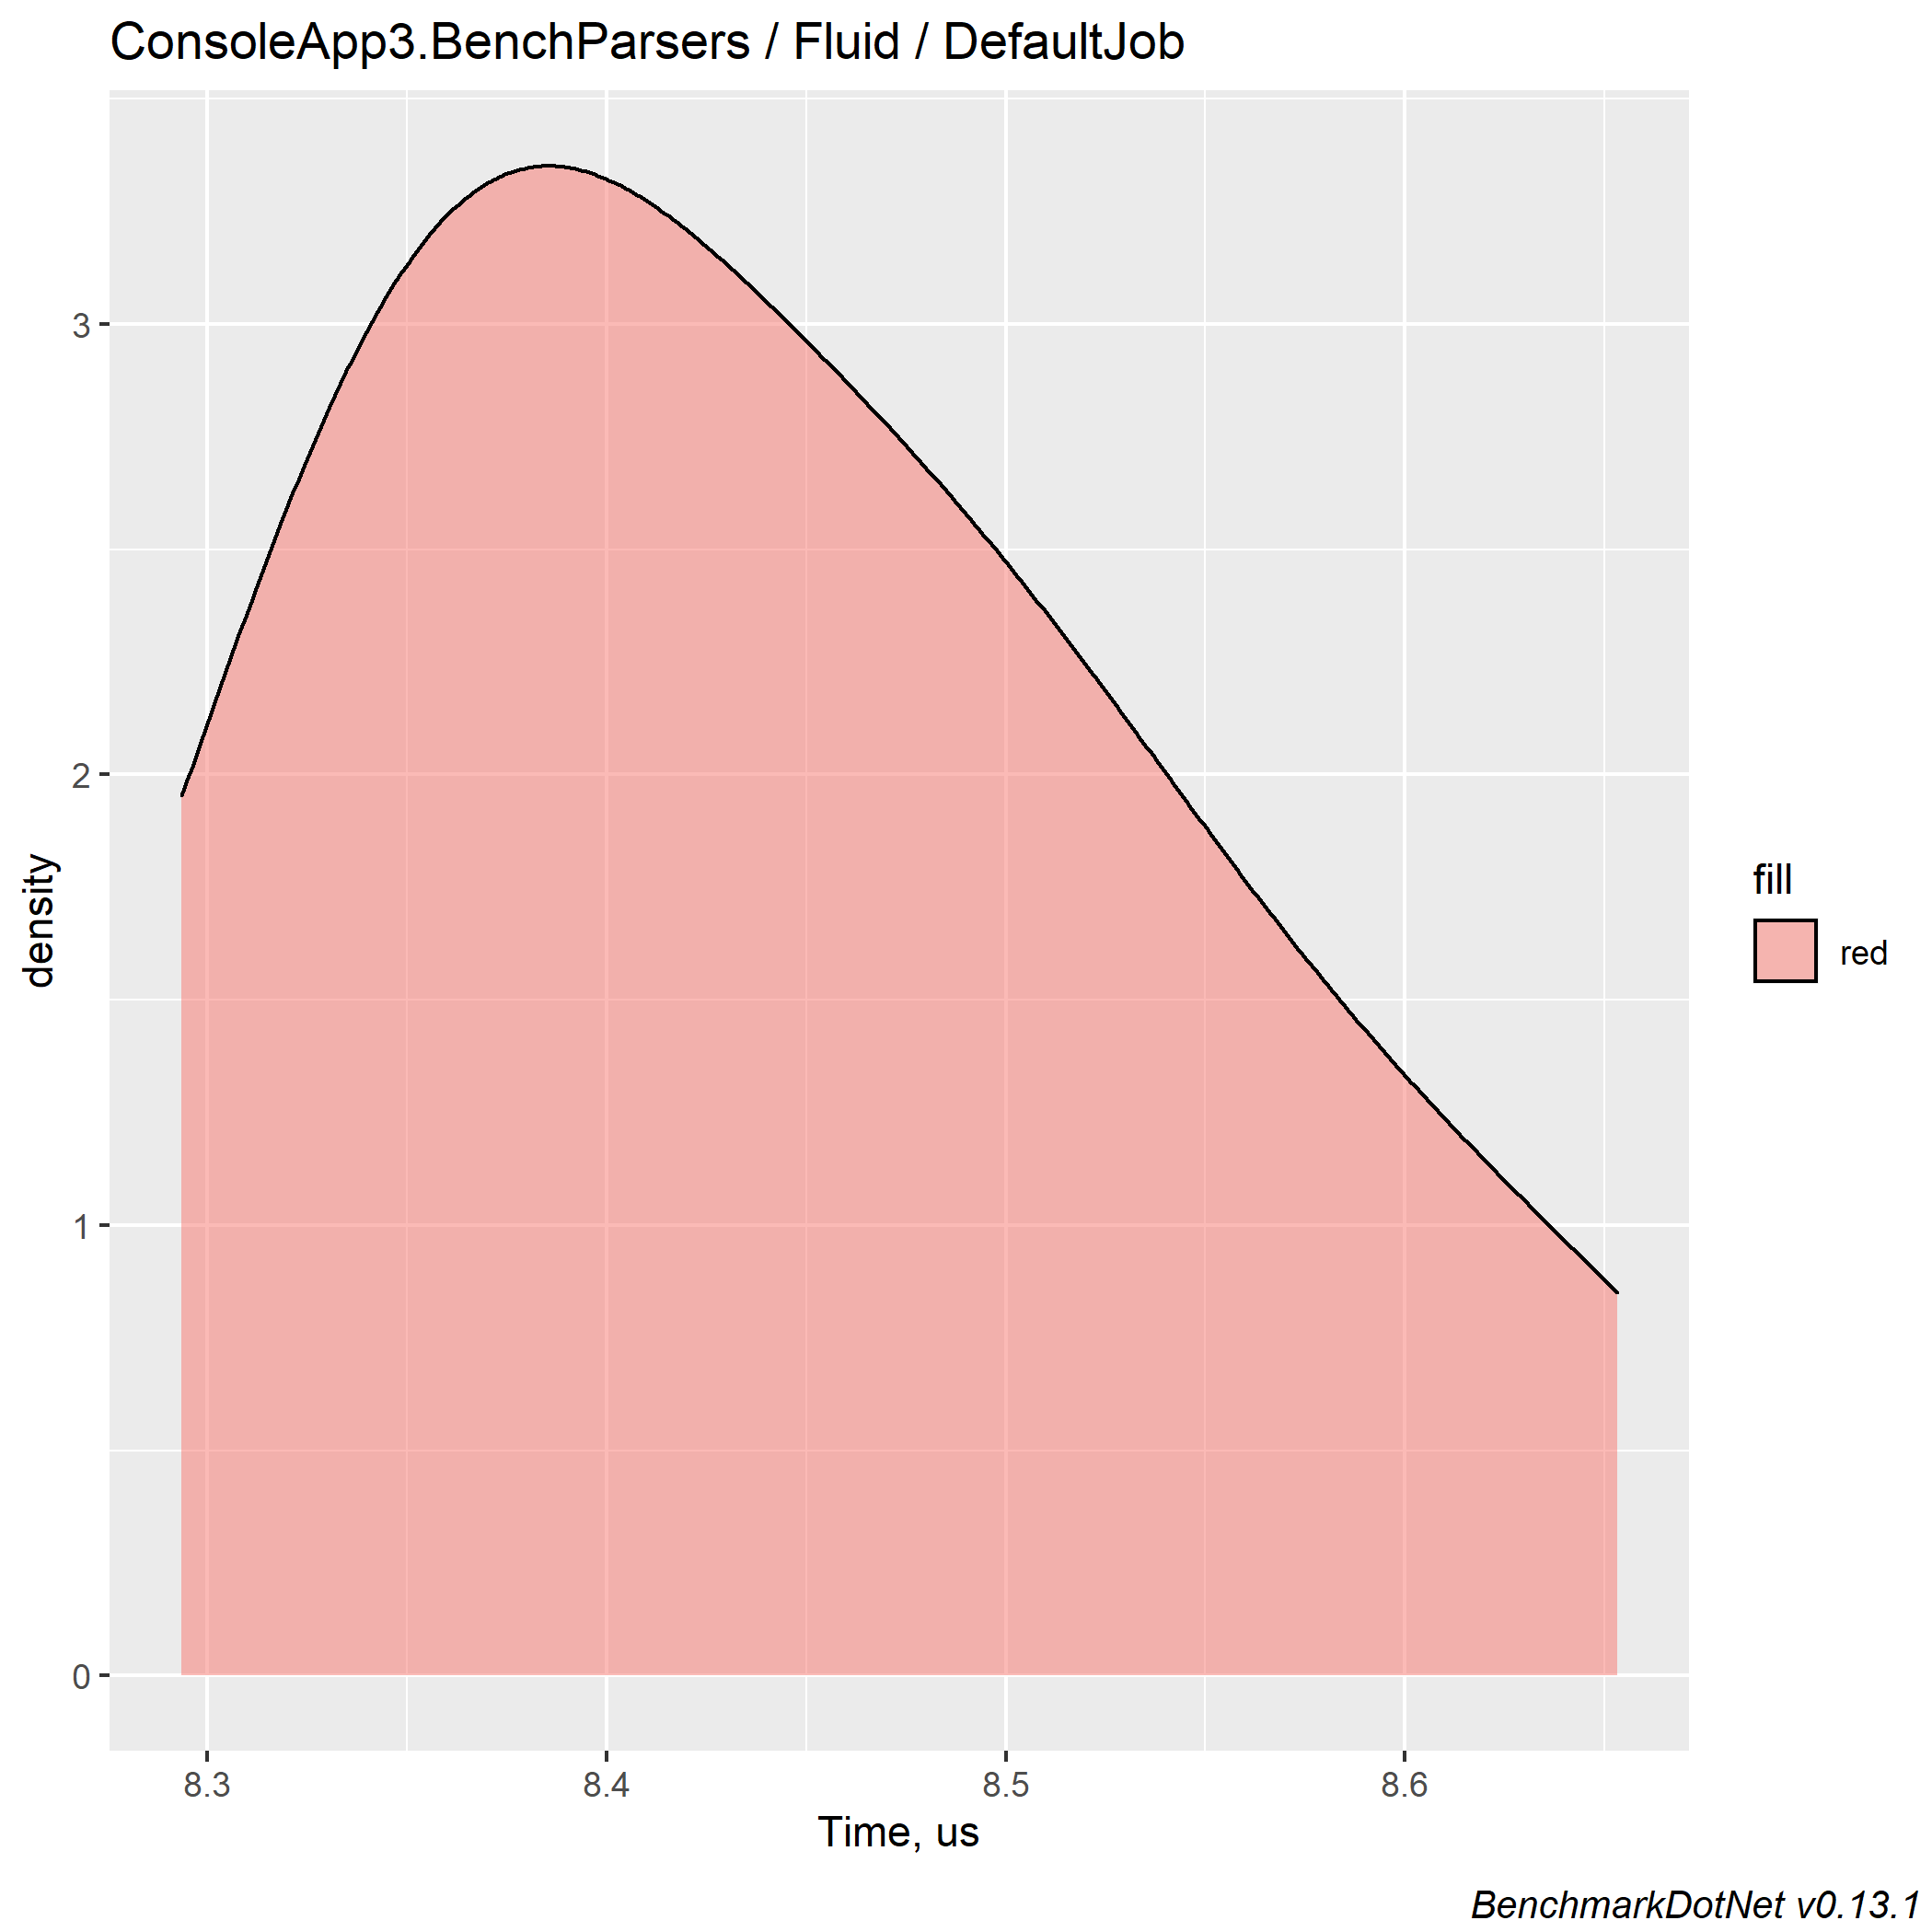 ConsoleApp3.BenchParsers / Fluid / DefaultJob
density
3
2
1
0
8.3 8.4 8.5 8.6
Time, us
fill
red
BenchmarkDotNet v0.13.1